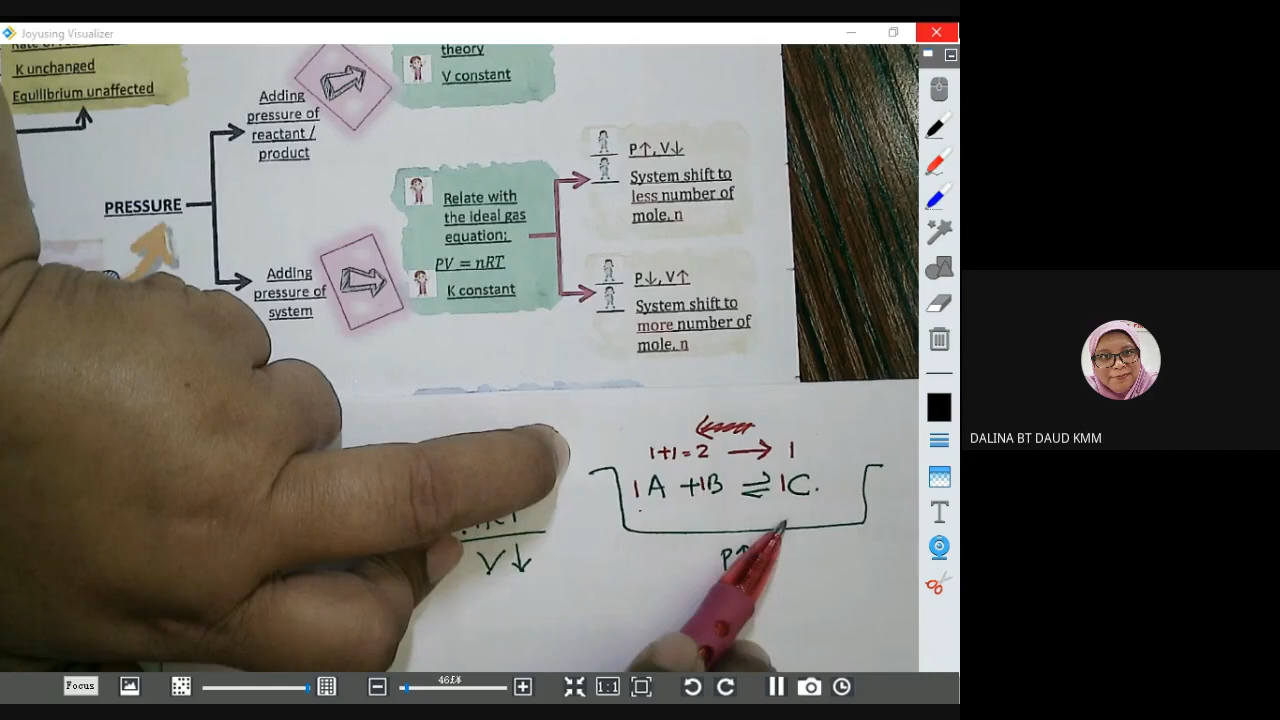 Joyusing Visualizer
K unchanged
Equilibrium unaffected
theory
V constant
Adding
pressure of
reactant /
product
PRESSURE
Adding
pressure of
system
Relate with
the ideal gas
equation;
PV = nRT
K constant
P↑, V↓
System shift to
less number of
mole, n
P↓, V↑
System shift to
more number of
mole, n
1+1=2 → 1
1A + 1B ⇌ 1C.
P↑
V↓
T
DALINA BT DAUD KMM
Focus
1:1